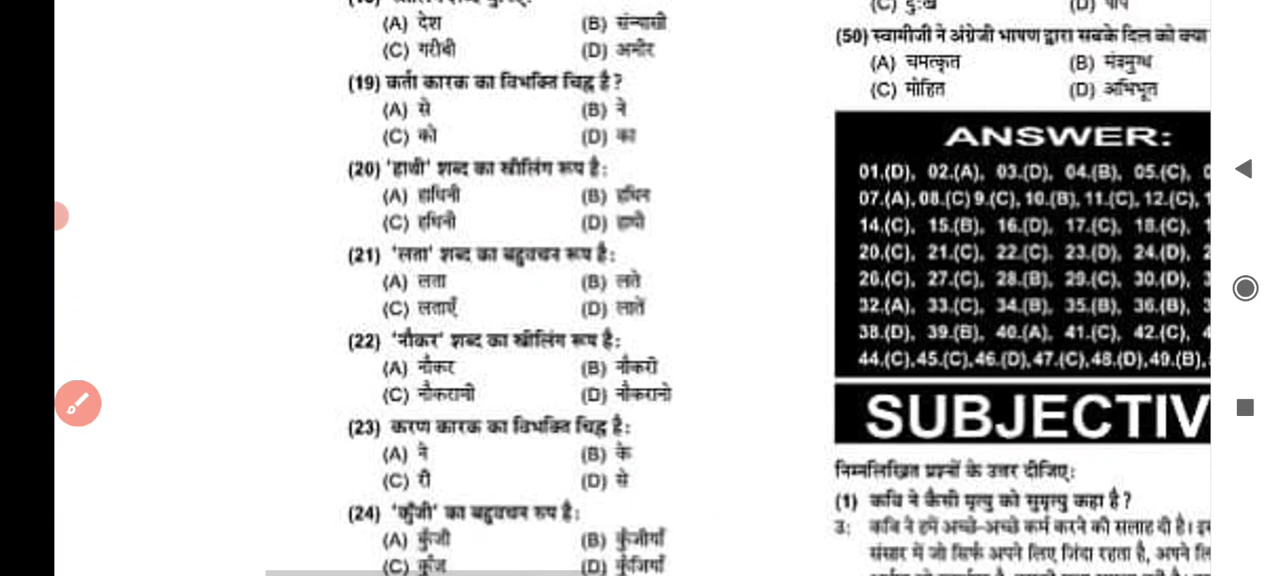 (A) देश (B) संन्यासी
(C) गरीबी (D) अमीर
(19) कर्ता कारक का विभक्ति चिह्न है?
(A) से (B) ने
(C) को (D) का
(20) 'हाथी' शब्द का स्त्रीलिंग रूप है:
(A) हाथिनी (B) हथिन
(C) हथिनी (D) हाथी
(21) 'लता' शब्द का बहुवचन रूप है:
(A) लता (B) लते
(C) लताएँ (D) लातें
(22) 'नौकर' शब्द का स्त्रीलिंग रूप है:
(A) नौकर (B) नौकरी
(C) नौकरानी (D) नौकरानो
(23) करण कारक का विभक्ति चिह्न है:
(A) ने (B) के
(C) री (D) से
(24) 'कुँजी' का बहुवचन रुप है:
(A) कुँजी (B) कुँजीयाँ
(C) कुँज (D) कुंजियाँ
(C) दुःख (D) पाप
(50) स्वामीजी ने अंग्रेजी भाषण द्वारा सबके दिल को क्या
(A) चमत्कृत (B) मंत्रमुग्ध
(C) मोहित (D) अभिभूत
ANSWER:
01.(D), 02.(A), 03.(D), 04.(B), 05.(C),
07.(A), 08.(C) 9.(C), 10.(B), 11.(C), 12.(C),
14.(C), 15.(B), 16.(D), 17.(C), 18.(C),
20.(C), 21.(C), 22.(C), 23.(D), 24.(D),
26.(C), 27.(C), 28.(B), 29.(C), 30.(D),
32.(A), 33.(C), 34.(B), 35.(B), 36.(B),
38.(D), 39.(B), 40.(A), 41.(C), 42.(C),
44.(C),45.(C),46.(D),47.(C),48.(D),49.(B),
SUBJECTIV
निम्नलिखित प्रश्नों के उत्तर दीजिए:
(1) कवि ने कैसी मृत्यु को सुमृत्यु कहा है?
उ: कवि ने हमें अच्छे-अच्छे कर्म करने की सलाह दी है।
संसार में जो सिर्फ अपने लिए जिंदा रहता है, अपने